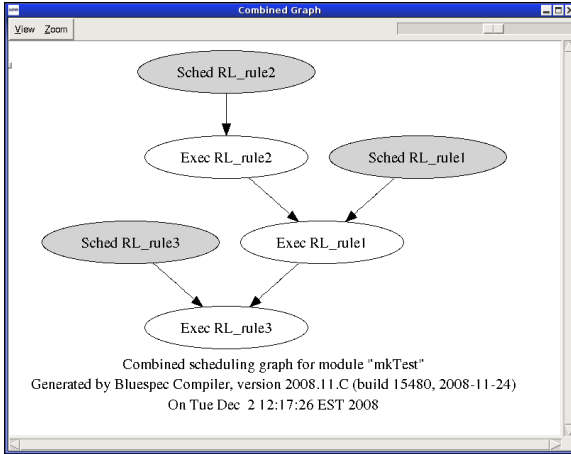 Combined Graph
View Zoom
Sched RL_rule2
Exec RL_rule2
Sched RL_rule1
Sched RL_rule3
Exec RL_rule1
Exec RL_rule3
Combined scheduling graph for module "mkTest"
Generated by Bluespec Compiler, version 2008.11.C (build 15480, 2008-11-24)
On Tue Dec 2 12:17:26 EST 2008